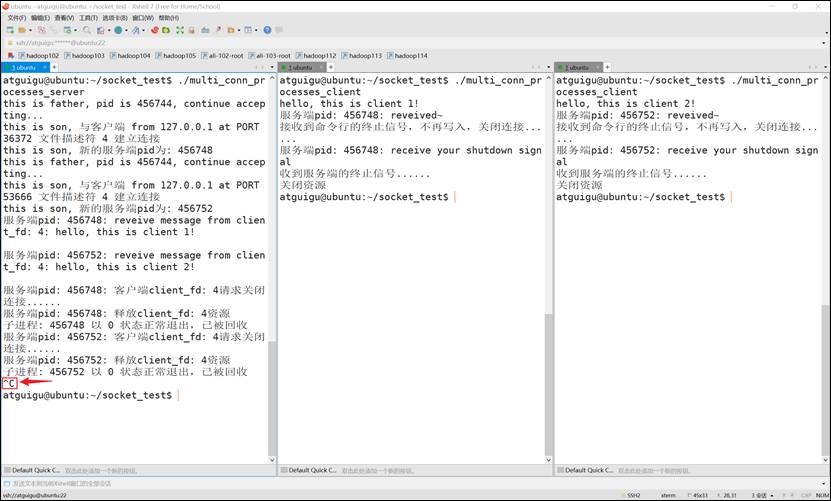 ubuntu - atguigu@ubuntu: ~/socket_test - Xshell 7 (Free for Home/School)
文件(F) 编辑(E) 查看(V) 工具(T) 选项卡(B) 窗口(W) 帮助(H)
ssh://atguigu:******@ubuntu:22
hadoop102 hadoop103 hadoop104 hadoop105 ali-102-root ali-103-root hadoop112 hadoop113 hadoop114
1 ubuntu
atguigu@ubuntu:~/socket_test$ ./multi_conn_pr
ocesses_server
this is father, pid is 456744, continue accep
ting...
this is son, 与客户端 from 127.0.0.1 at PORT
36372 文件描述符 4 建立连接
this is son, 新的服务端pid为: 456748
this is father, pid is 456744, continue accep
ting...
this is son, 与客户端 from 127.0.0.1 at PORT
53666 文件描述符 4 建立连接
this is son, 新的服务端pid为: 456752
服务端pid: 456748: reveive message from clien
t_fd: 4: hello, this is client 1!
服务端pid: 456752: reveive message from clien
t_fd: 4: hello, this is client 2!
服务端pid: 456748: 客户端client_fd: 4请求关闭
连接......
服务端pid: 456748: 释放client_fd: 4资源
子进程: 456748 以 0 状态正常退出，已被回收
服务端pid: 456752: 客户端client_fd: 4请求关闭
连接......
服务端pid: 456752: 释放client_fd: 4资源
子进程: 456752 以 0 状态正常退出，已被回收
^C
atguigu@ubuntu:~/socket_test$
Default Quick C...
双击此处添加一个新的按钮。
1 ubuntu
atguigu@ubuntu:~/socket_test$ ./multi_conn_pr
ocesses_client
hello, this is client 1!
服务端pid: 456748: reveived~
接收到命令行的终止信号，不再写入，关闭连接...
...
服务端pid: 456748: receive your shutdown sign
al
收到服务端的终止信号......
关闭资源
atguigu@ubuntu:~/socket_test$
Default Quick C...
双击此处添加一个新的按钮。
1 ubuntu
atguigu@ubuntu:~/socket_test$ ./multi_conn_pr
ocesses_client
hello, this is client 2!
服务端pid: 456752: reveived~
接收到命令行的终止信号，不再写入，关闭连接...
...
服务端pid: 456752: receive your shutdown sign
al
收到服务端的终止信号......
关闭资源
atguigu@ubuntu:~/socket_test$
Default Quick C...
双击此处添加一个新的按钮。
发送文本到当前Xshell窗口的全部会话
ssh://atguigu@ubuntu:22 SSH2 xterm 45x31 28,31 3 会话 CAP NUM